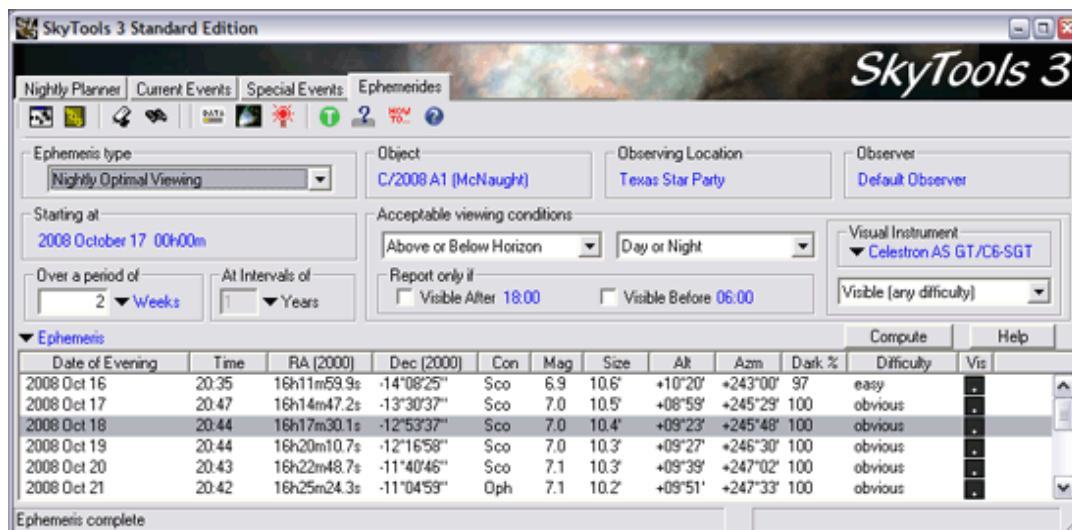 SkyTools 3 Standard Edition
SkyTools 3
Nightly Planner Current Events Special Events Ephemerides
DATA HOW TO... T ? ?
Ephemeris type
Nightly Optimal Viewing
Object
C/2008 A1 (McNaught)
Observing Location
Texas Star Party
Observer
Default Observer
Starting at
2008 October 17 00h00m
Acceptable viewing conditions
Above or Below Horizon Day or Night
Visual Instrument
Celestron AS GT/C6-SGT
Over a period of
2 Weeks
At Intervals of
1 Years
Report only if
Visible After 18:00 Visible Before 06:00
Visible (any difficulty)
Ephemeris Compute Help
Date of Evening Time RA (2000) Dec (2000) Con Mag Size Alt Azm Dark % Difficulty Vis
2008 Oct 16 20:35 16h11m59.9s -14°08'25" Sco 6.9 10.6' +10°20' +243°00' 97 easy
2008 Oct 17 20:47 16h14m47.2s -13°30'37" Sco 7.0 10.5' +08°59' +245°29' 100 obvious
2008 Oct 18 20:44 16h17m30.1s -12°53'37" Sco 7.0 10.4' +09°23' +245°48' 100 obvious
2008 Oct 19 20:44 16h20m10.7s -12°16'58" Sco 7.0 10.3' +09°27' +246°30' 100 obvious
2008 Oct 20 20:43 16h22m48.7s -11°40'46" Sco 7.1 10.3' +09°39' +247°02' 100 obvious
2008 Oct 21 20:42 16h25m24.3s -11°04'59" Oph 7.1 10.2' +09°51' +247°33' 100 obvious
Ephemeris complete